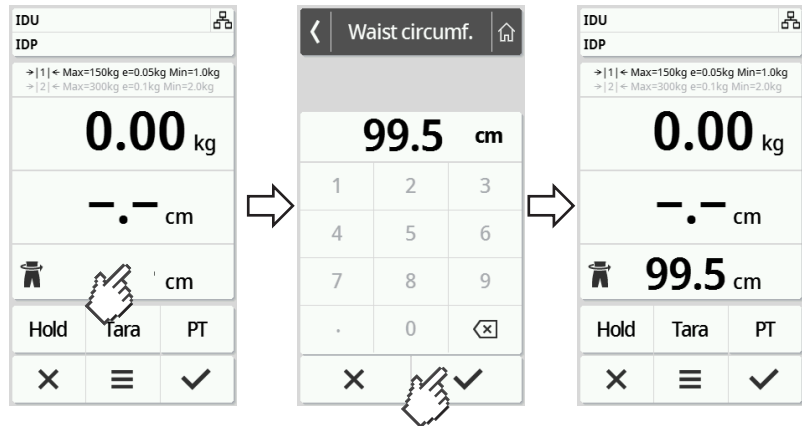 IDU
IDP
→|1|← Max=150kg e=0.05kg Min=1.0kg
→|2|← Max=300kg e=0.1kg Min=2.0kg
0.00 kg
–.– cm
cm
Hold Tara PT
Waist circumf.
99.5 cm
1 2 3
4 5 6
7 8 9
. 0
IDU
IDP
→|1|← Max=150kg e=0.05kg Min=1.0kg
→|2|← Max=300kg e=0.1kg Min=2.0kg
0.00 kg
–.– cm
99.5 cm
Hold Tara PT